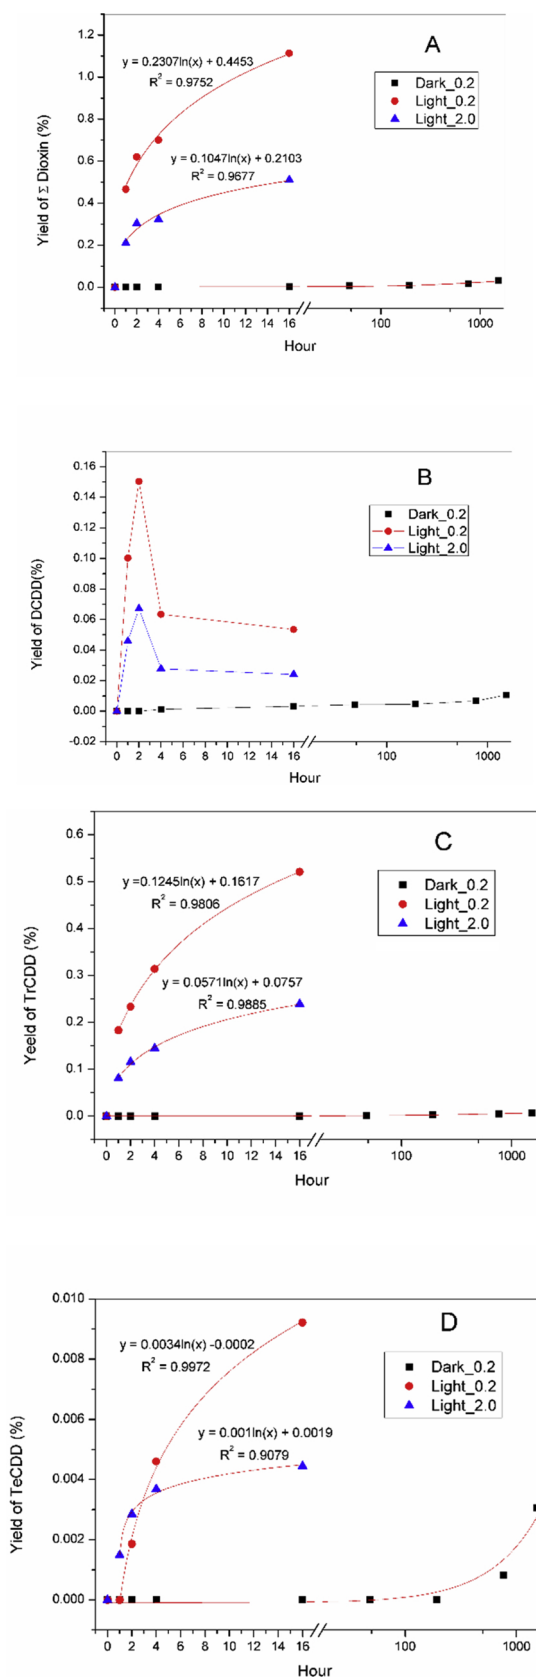 A
1.2
y = 0.2307ln(x) + 0.4453
R² = 0.9752
Dark_0.2
Light_0.2
Light_2.0
1.0
0.8
y = 0.1047ln(x) + 0.2103
R² = 0.9677
0.6
0.4
0.2
0.0
Yield of Σ Dioxin (%)
0 2 4 6 8 10 12 14 16 100 1000
Hour
B
0.16
Dark_0.2
Light_0.2
Light_2.0
0.14
0.12
0.10
0.08
0.06
0.04
0.02
0.00
-0.02
Yield of DCDD(%)
0 2 4 6 8 10 12 14 16 100 1000
Hour
C
0.6
y =0.1245ln(x) + 0.1617
R² = 0.9806
Dark_0.2
Light_0.2
Light_2.0
0.5
0.4
y = 0.0571ln(x) + 0.0757
R² = 0.9885
0.3
0.2
0.1
0.0
Yeeld of TrCDD (%)
0 2 4 6 8 10 12 14 16 100 1000
Hour
D
0.010
y = 0.0034ln(x) -0.0002
R² = 0.9972
Dark_0.2
Light_0.2
Light_2.0
0.008
0.006
y = 0.001ln(x) + 0.0019
R² = 0.9079
0.004
0.002
0.000
Yield of TeCDD (%)
0 2 4 6 8 10 12 14 16 100 1000
Hour